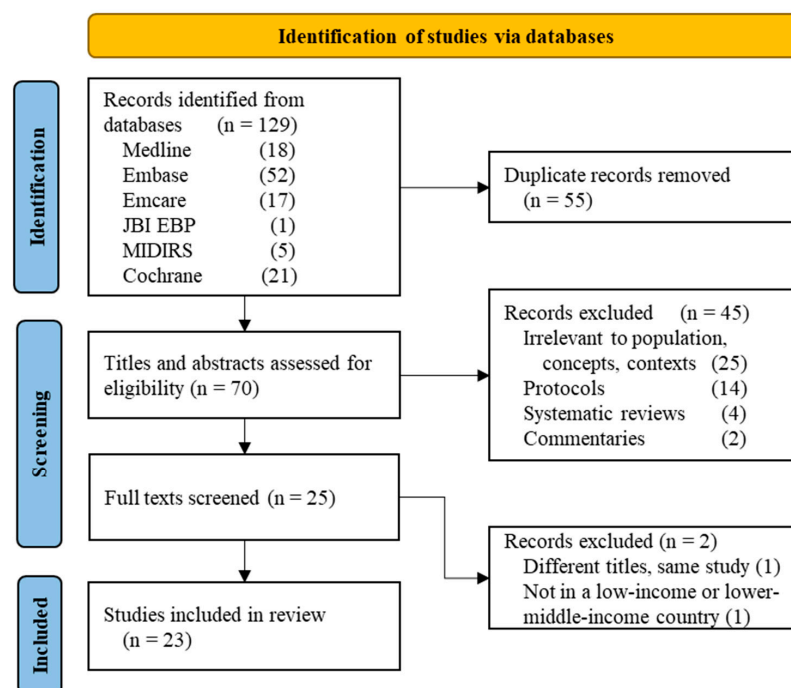 Identification of studies via databases
Identification
Records identified from
databases (n = 129)
Medline (18)
Embase (52)
Emcare (17)
JBI EBP (1)
MIDIRS (5)
Cochrane (21)
Duplicate records removed
(n = 55)
Screening
Titles and abstracts assessed for
eligibility (n = 70)
Records excluded (n = 45)
Irrelevant to population,
concepts, contexts (25)
Protocols (14)
Systematic reviews (4)
Commentaries (2)
Full texts screened (n = 25)
Records excluded (n = 2)
Different titles, same study (1)
Not in a low-income or lower-
middle-income country (1)
Included
Studies included in review
(n = 23)